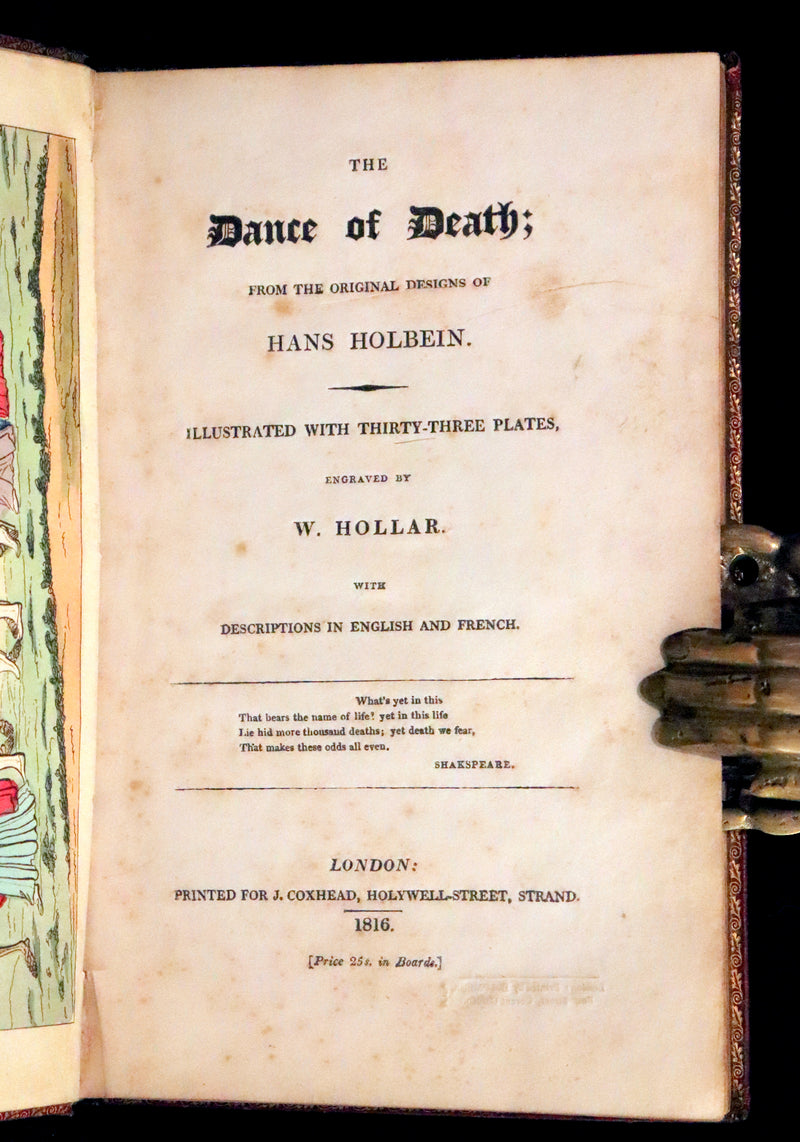 THE
Dance of Death;
FROM THE ORIGINAL DESIGNS OF
HANS HOLBEIN.
ILLUSTRATED WITH THIRTY-THREE PLATES,
ENGRAVED BY
W. HOLLAR.
WITH
DESCRIPTIONS IN ENGLISH AND FRENCH.
What's yet in this
That bears the name of life? yet in this life
Lie hid more thousand deaths; yet death we fear,
That makes these odds all even.
SHAKSPEARE.
LONDON:
PRINTED FOR J. COXHEAD, HOLYWELL-STREET, STRAND.
1816.
[Price 25s. in Boards.]